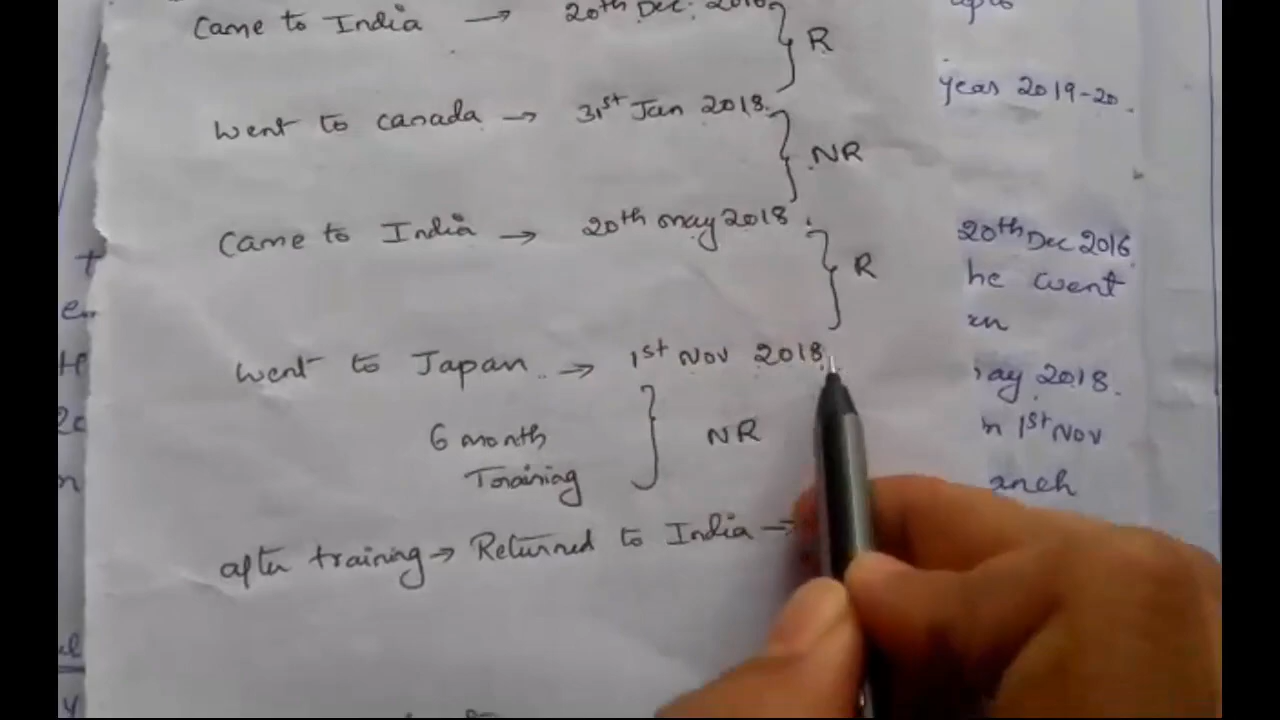 Came to India → 20th Dec. 2016 } R
year 2019-20.
Went to Canada → 31st Jan 2018. } NR
Came to India → 20th may 2018. } R
20th Dec 2016
he went
Went to Japan → 1st Nov 2018.
ay 2018.
6 month
Training } NR
n 1st Nov
after training → Returned to India →